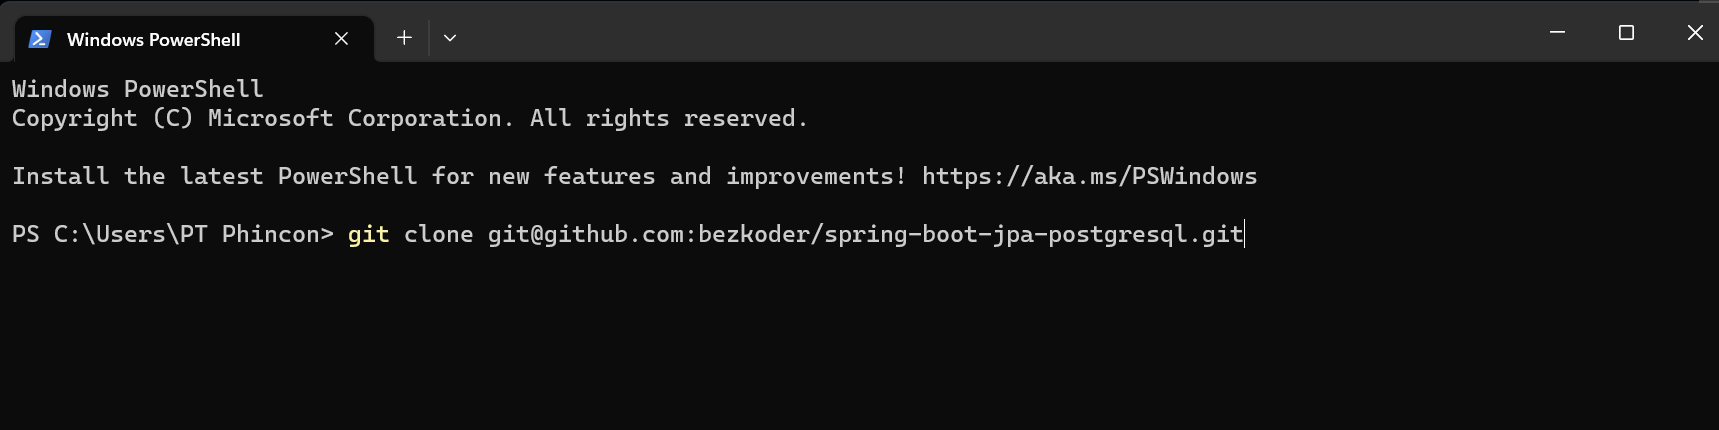 Windows PowerShell
Windows PowerShell
Copyright (C) Microsoft Corporation. All rights reserved.
Install the latest PowerShell for new features and improvements! https://aka.ms/PSWindows
PS C:\Users\PT Phincon> git clone git@github.com:bezkoder/spring-boot-jpa-postgresql.git